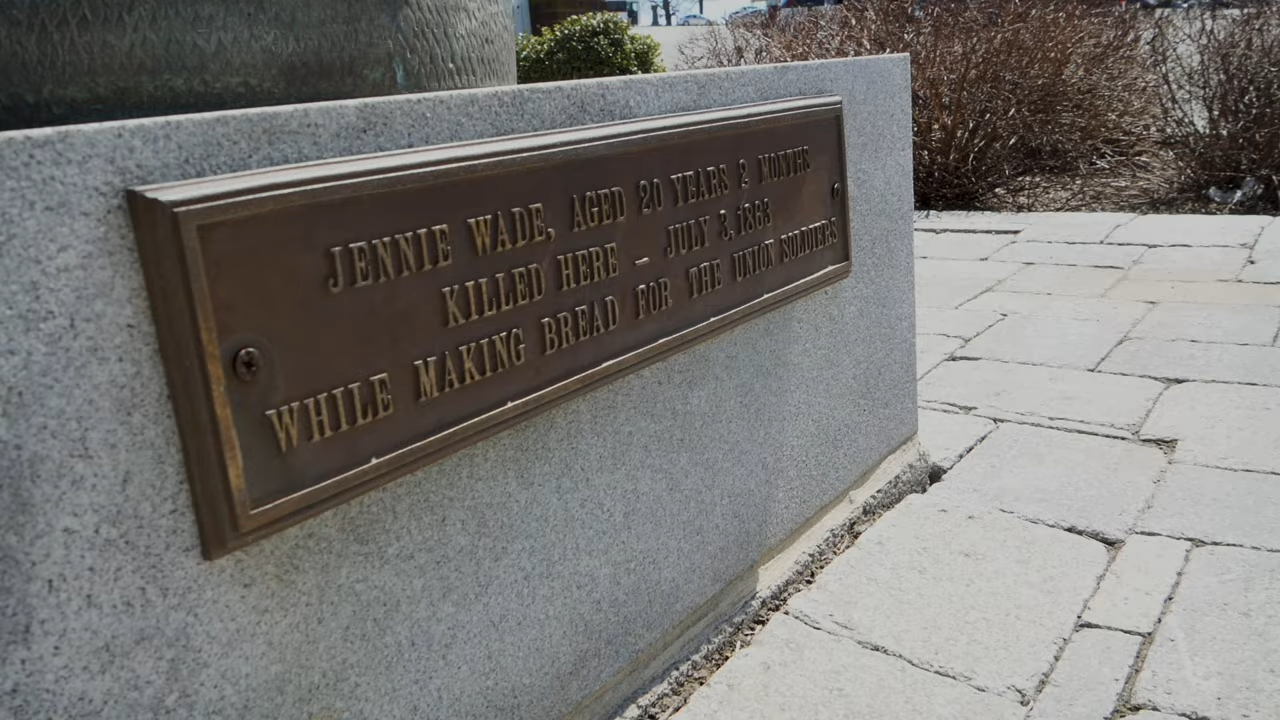 JENNIE WADE, AGED 20 YEARS 2 MONTHS
KILLED HERE – JULY 3, 1863
WHILE MAKING BREAD FOR THE UNION SOLDIERS